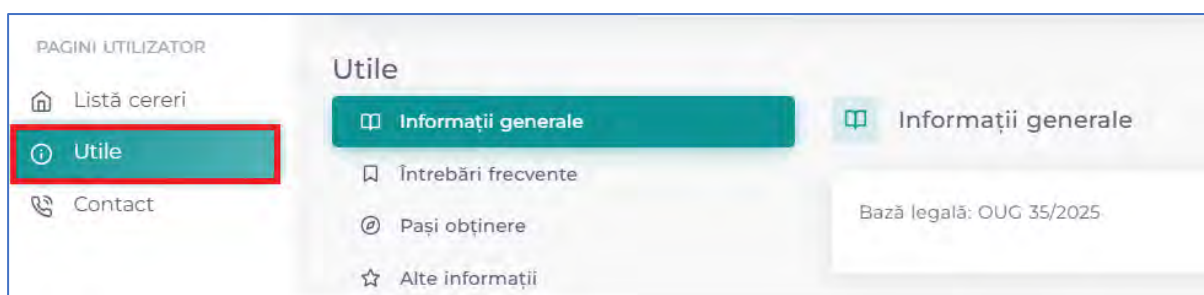 PAGINI UTILIZATOR
Listă cereri
Utile
Contact
Utile
Informații generale
Întrebări frecvente
Pași obținere
Alte informații
Informații generale
Bază legală: OUG 35/2025